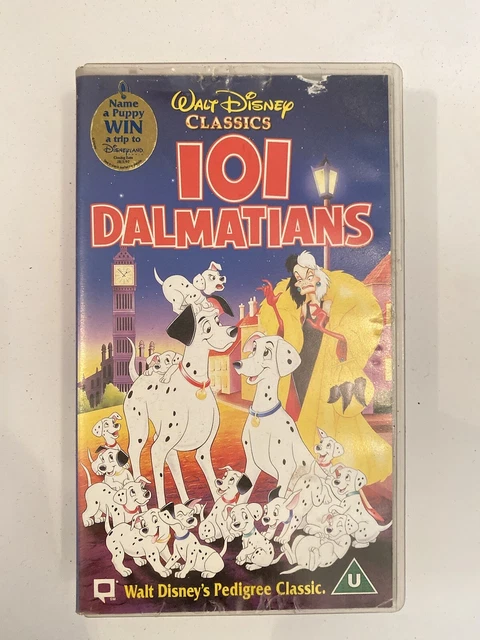 Name
a Puppy
WIN
a trip to
DISNEYLAND
WALT DISNEY
CLASSICS
101
DALMATIANS
Walt Disney's Pedigree Classic.
U